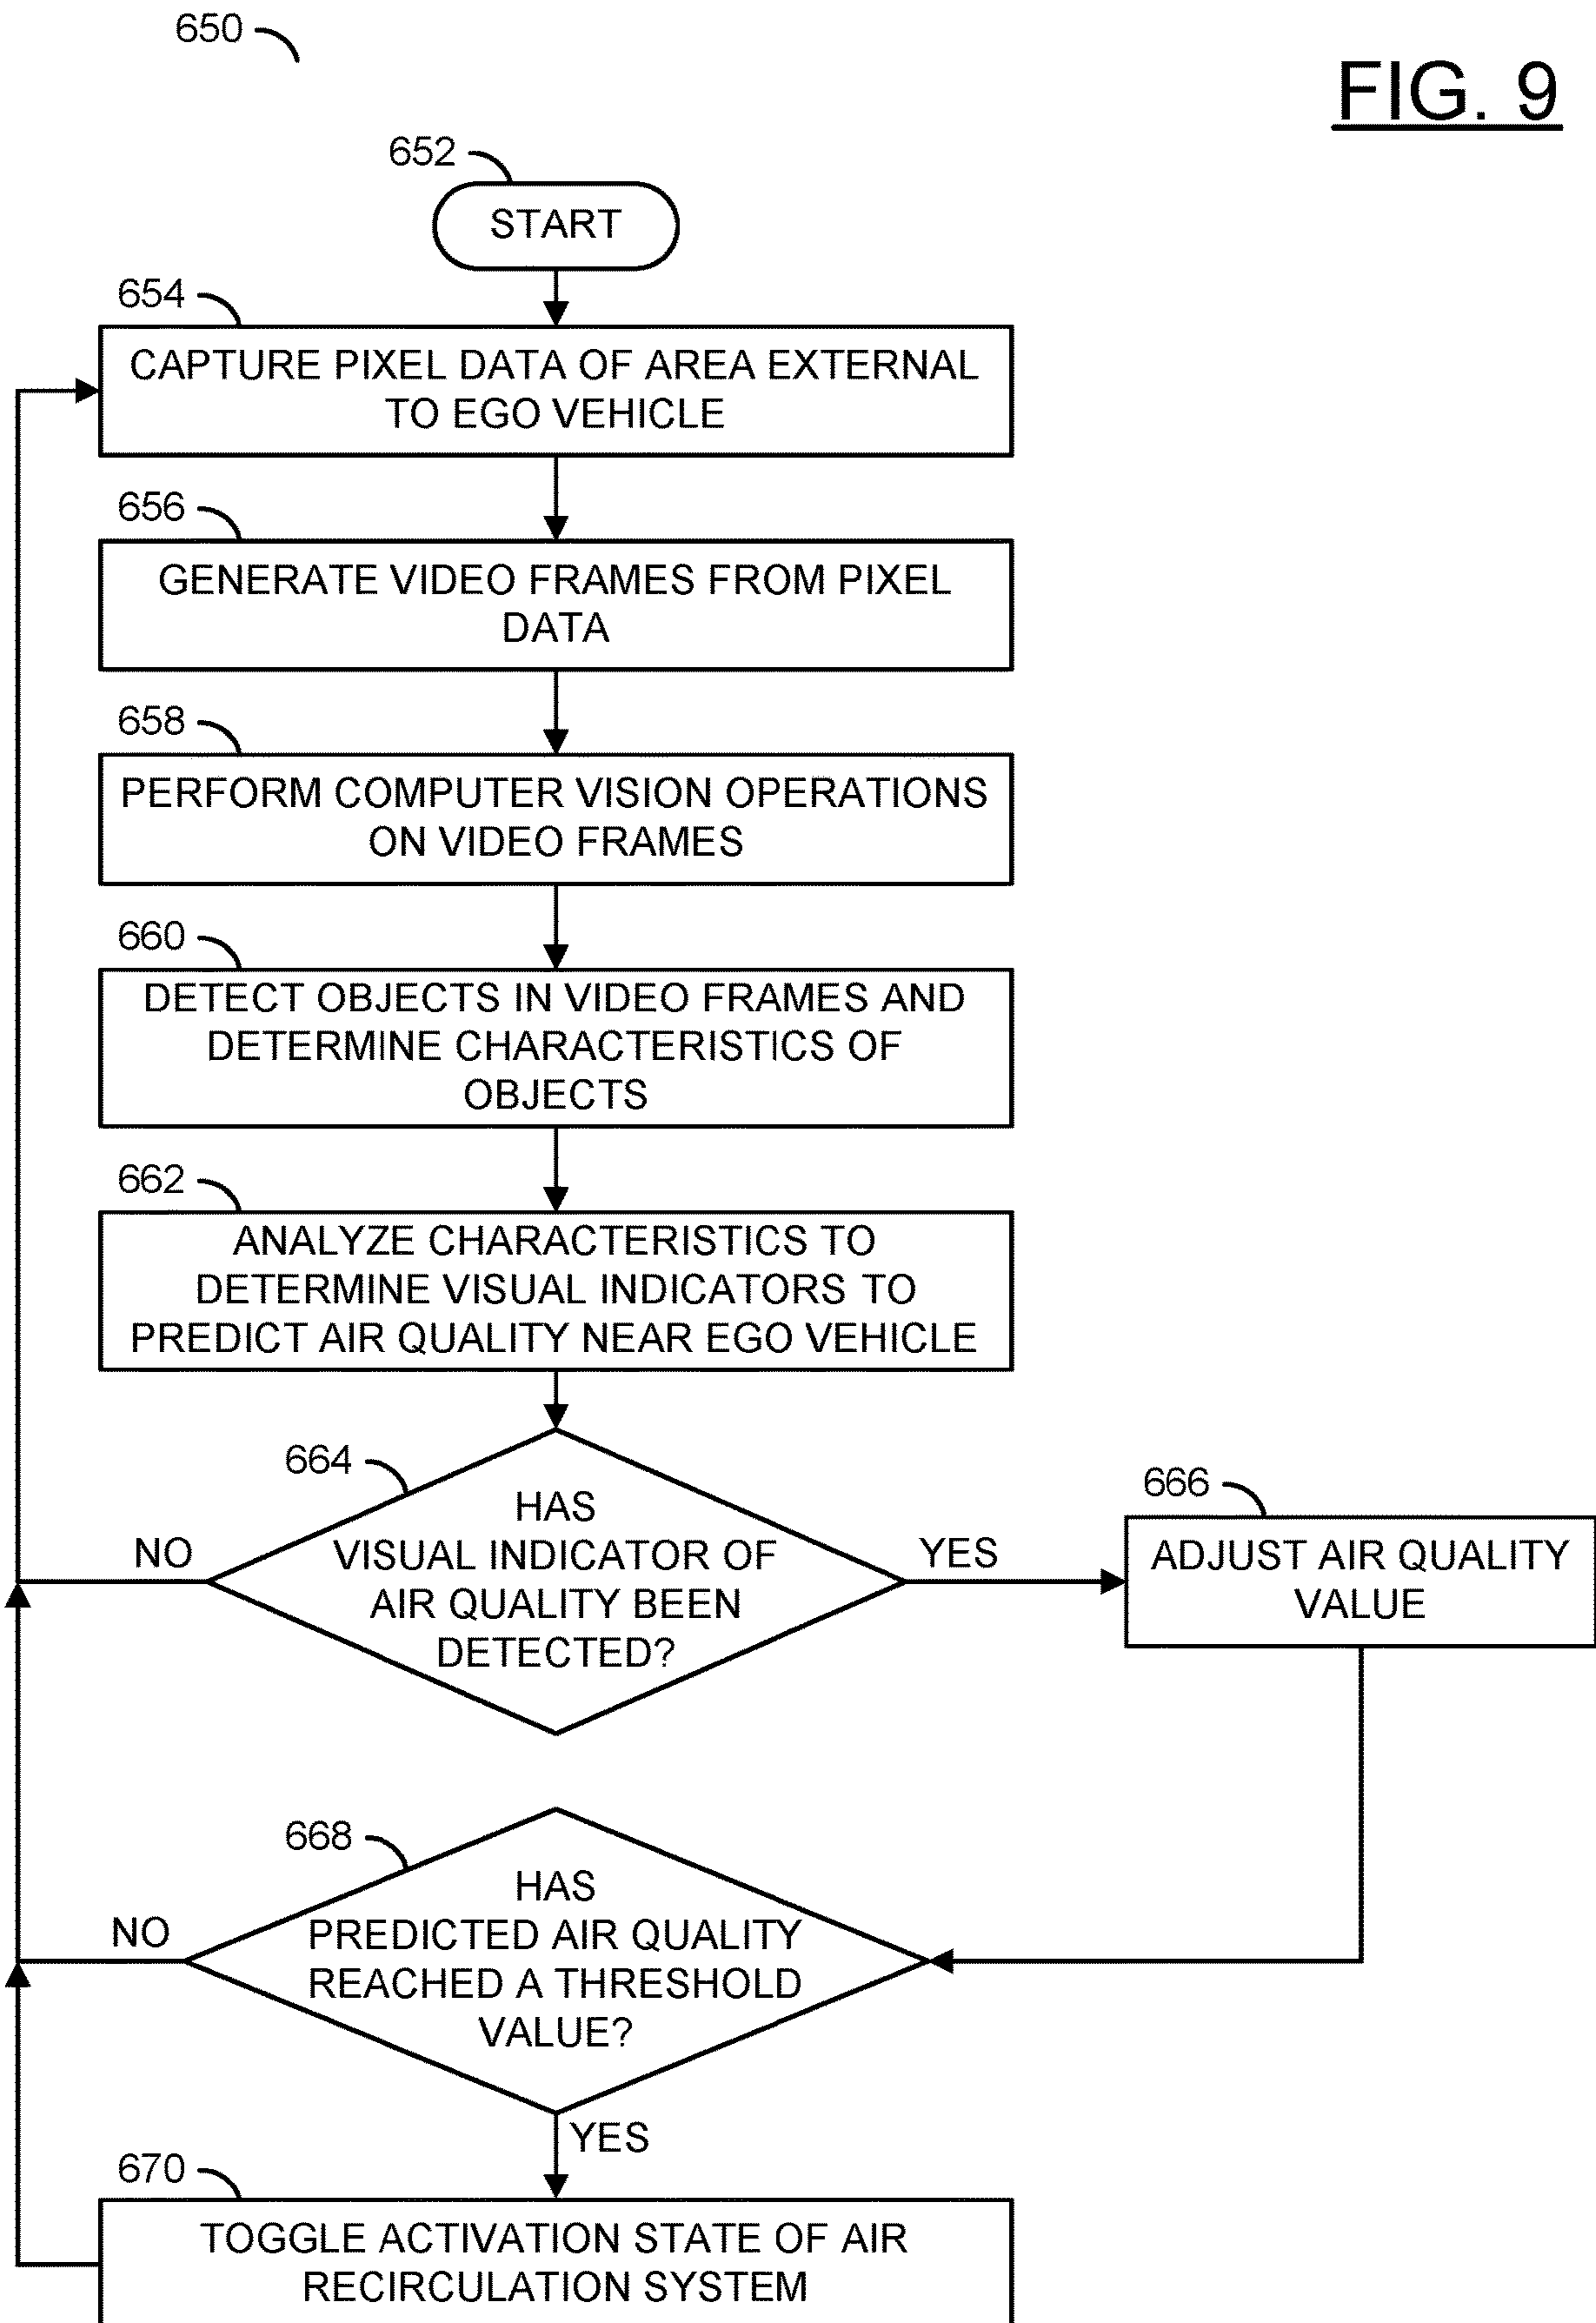 650
FIG. 9
652
START
654
CAPTURE PIXEL DATA OF AREA EXTERNAL
TO EGO VEHICLE
656
GENERATE VIDEO FRAMES FROM PIXEL
DATA
658
PERFORM COMPUTER VISION OPERATIONS
ON VIDEO FRAMES
660
DETECT OBJECTS IN VIDEO FRAMES AND
DETERMINE CHARACTERISTICS OF
OBJECTS
662
ANALYZE CHARACTERISTICS TO
DETERMINE VISUAL INDICATORS TO
PREDICT AIR QUALITY NEAR EGO VEHICLE
664
HAS
VISUAL INDICATOR OF
AIR QUALITY BEEN
DETECTED?
NO
YES
666
ADJUST AIR QUALITY
VALUE
668
HAS
PREDICTED AIR QUALITY
REACHED A THRESHOLD
VALUE?
NO
YES
670
TOGGLE ACTIVATION STATE OF AIR
RECIRCULATION SYSTEM